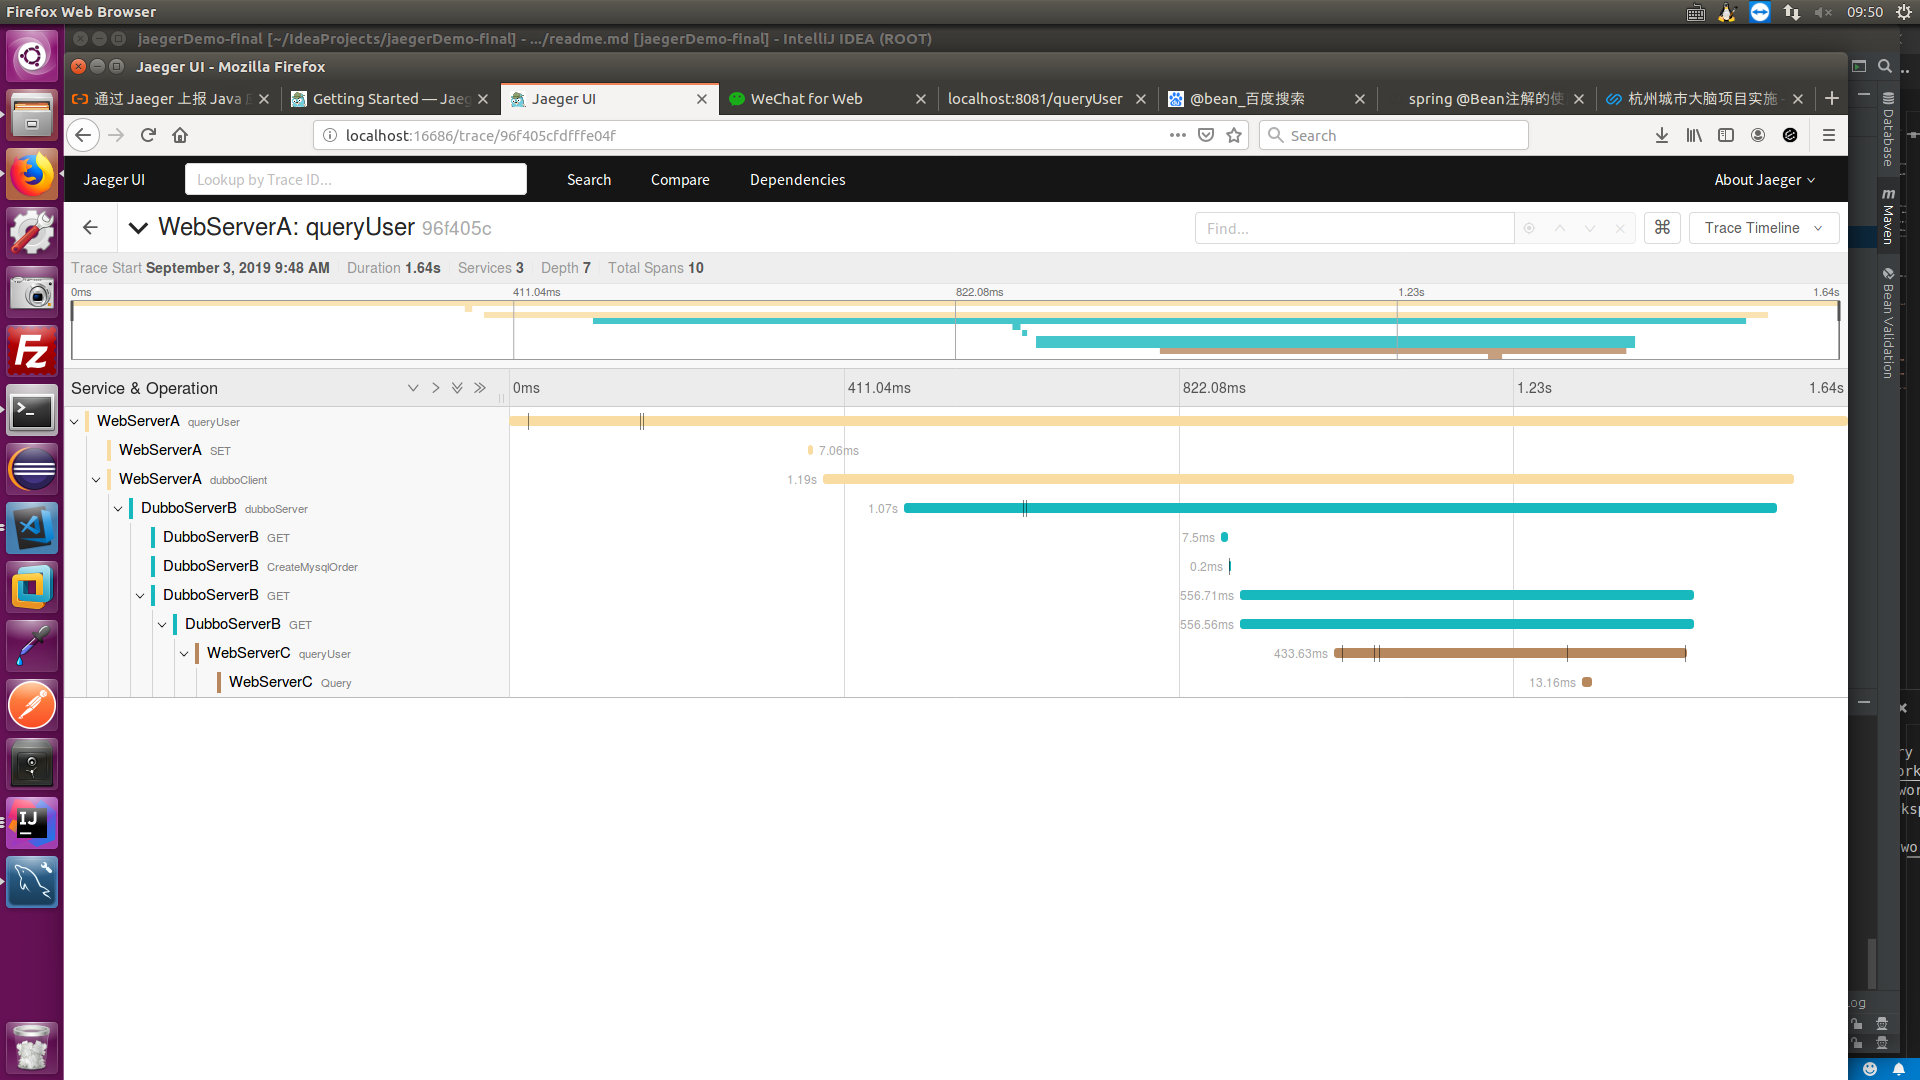 Firefox Web Browser
09:50
jaegerDemo-final [~/IdeaProjects/jaegerDemo-final] - .../readme.md [jaegerDemo-final] - IntelliJ IDEA (ROOT)
Jaeger UI - Mozilla Firefox
通过 Jaeger 上报 Java
Getting Started — Jaeg
Jaeger UI
WeChat for Web
localhost:8081/queryUser
@bean_百度搜索
spring @Bean注解的使
杭州城市大脑项目实施
localhost:16686/trace/96f405cfdfffe04f
Search
Jaeger UI
Lookup by Trace ID...
Search
Compare
Dependencies
About Jaeger
WebServerA: queryUser 96f405c
Find...
Trace Timeline
Trace Start September 3, 2019 9:48 AM
Duration 1.64s
Services 3
Depth 7
Total Spans 10
0ms
411.04ms
822.08ms
1.23s
1.64s
Service & Operation
0ms
411.04ms
822.08ms
1.23s
1.64s
WebServerA queryUser
WebServerA SET
7.06ms
WebServerA dubboClient
1.19s
DubboServerB dubboServer
1.07s
DubboServerB GET
7.5ms
DubboServerB CreateMysqlOrder
0.2ms
DubboServerB GET
556.71ms
DubboServerB GET
556.56ms
WebServerC queryUser
433.63ms
WebServerC Query
13.16ms
Database
m Maven
Bean Validation
ry
ork
wor
ksp
wo
og
Fz
IJ